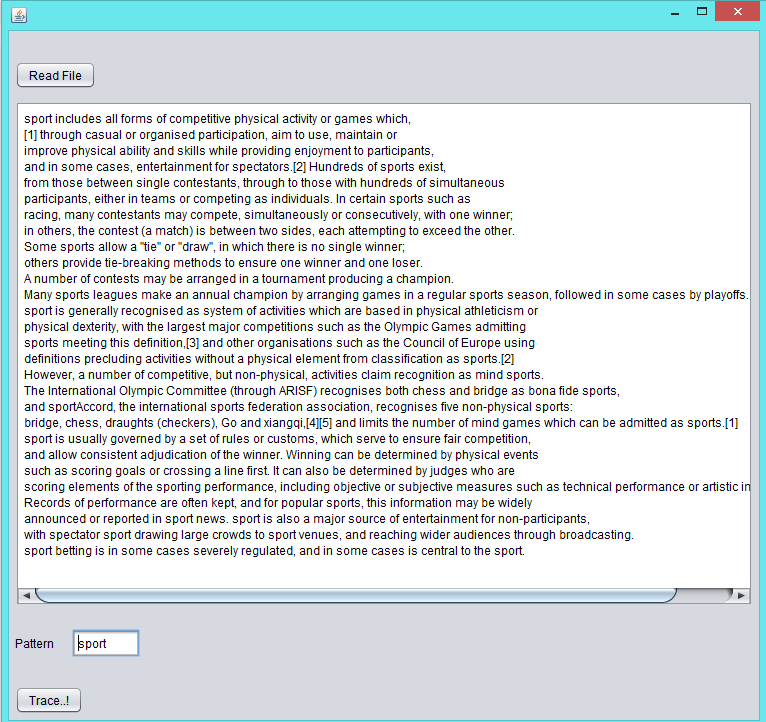 Read File
sport includes all forms of competitive physical activity or games which,
[1] through casual or organised participation, aim to use, maintain or
improve physical ability and skills while providing enjoyment to participants,
and in some cases, entertainment for spectators.[2] Hundreds of sports exist,
from those between single contestants, through to those with hundreds of simultaneous
participants, either in teams or competing as individuals. In certain sports such as
racing, many contestants may compete, simultaneously or consecutively, with one winner;
in others, the contest (a match) is between two sides, each attempting to exceed the other.
Some sports allow a "tie" or "draw", in which there is no single winner;
others provide tie-breaking methods to ensure one winner and one loser.
A number of contests may be arranged in a tournament producing a champion.
Many sports leagues make an annual champion by arranging games in a regular sports season, followed in some cases by playoffs.
sport is generally recognised as system of activities which are based in physical athleticism or
physical dexterity, with the largest major competitions such as the Olympic Games admitting
sports meeting this definition,[3] and other organisations such as the Council of Europe using
definitions precluding activities without a physical element from classification as sports.[2]
However, a number of competitive, but non-physical, activities claim recognition as mind sports.
The International Olympic Committee (through ARISF) recognises both chess and bridge as bona fide sports,
and sportAccord, the international sports federation association, recognises five non-physical sports:
bridge, chess, draughts (checkers), Go and xiangqi,[4][5] and limits the number of mind games which can be admitted as sports.[1]
sport is usually governed by a set of rules or customs, which serve to ensure fair competition,
and allow consistent adjudication of the winner. Winning can be determined by physical events
such as scoring goals or crossing a line first. It can also be determined by judges who are
scoring elements of the sporting performance, including objective or subjective measures such as technical performance or artistic in
Records of performance are often kept, and for popular sports, this information may be widely
announced or reported in sport news. sport is also a major source of entertainment for non-participants,
with spectator sport drawing large crowds to sport venues, and reaching wider audiences through broadcasting.
sport betting is in some cases severely regulated, and in some cases is central to the sport.
Pattern sport
Trace..!